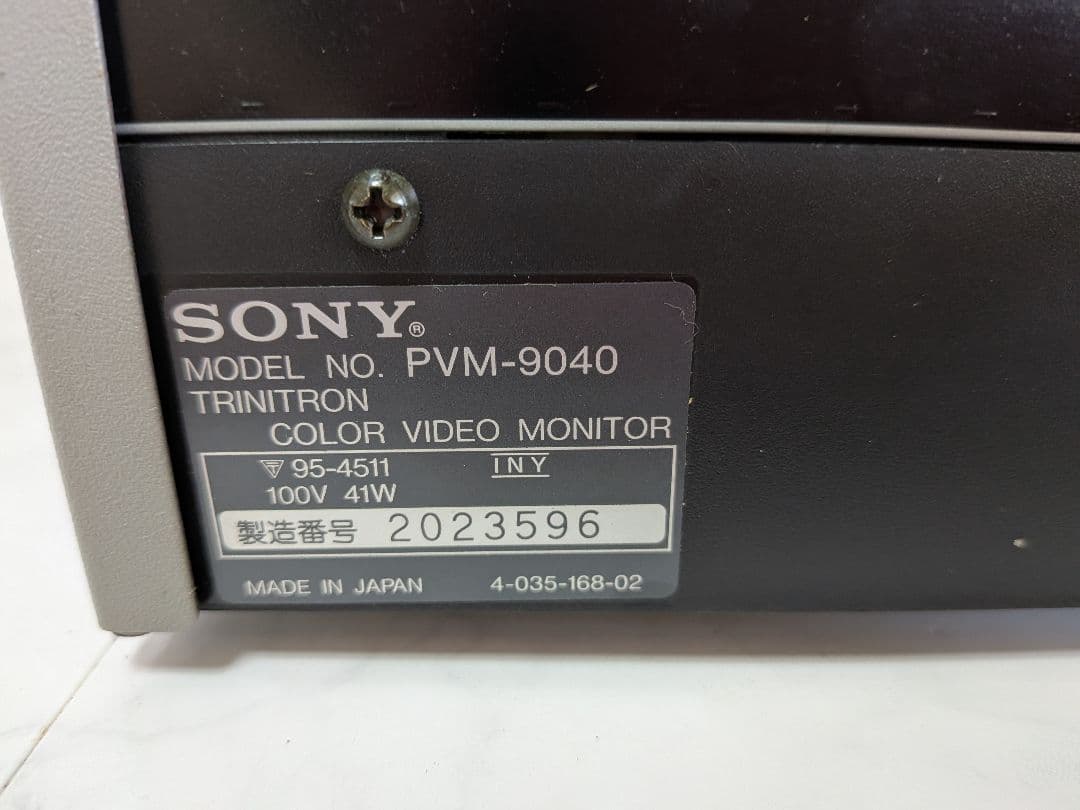 SONY®
MODEL NO. PVM-9040
TRINITRON
COLOR VIDEO MONITOR
〒 95-4511 INY
100V 41W
製造番号 2023596
MADE IN JAPAN 4-035-168-02